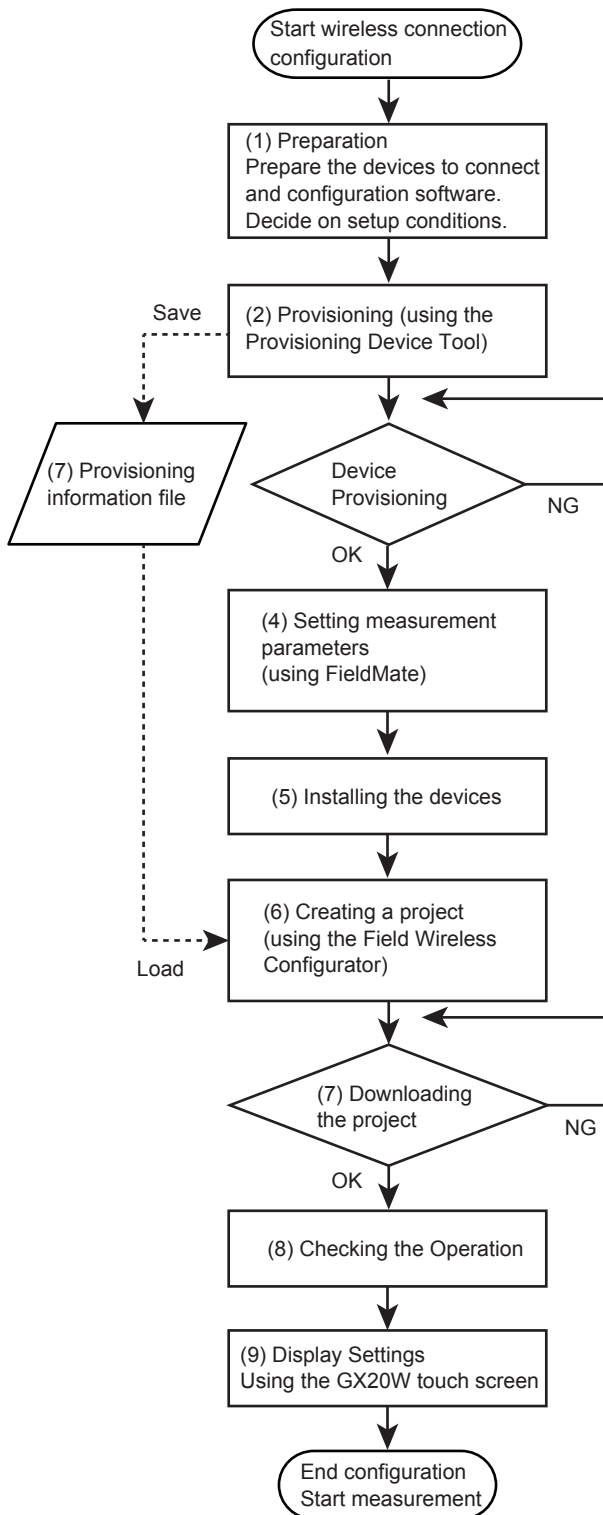 Start wireless connection
configuration
(1) Preparation
Prepare the devices to connect
and configuration software.
Decide on setup conditions.
Save
(2) Provisioning (using the
Provisioning Device Tool)
(7) Provisioning
information file
Device
Provisioning
NG
OK
(4) Setting measurement
parameters
(using FieldMate)
(5) Installing the devices
(6) Creating a project
(using the Field Wireless
Configurator)
Load
(7) Downloading
the project
NG
OK
(8) Checking the Operation
(9) Display Settings
Using the GX20W touch screen
End configuration
Start measurement